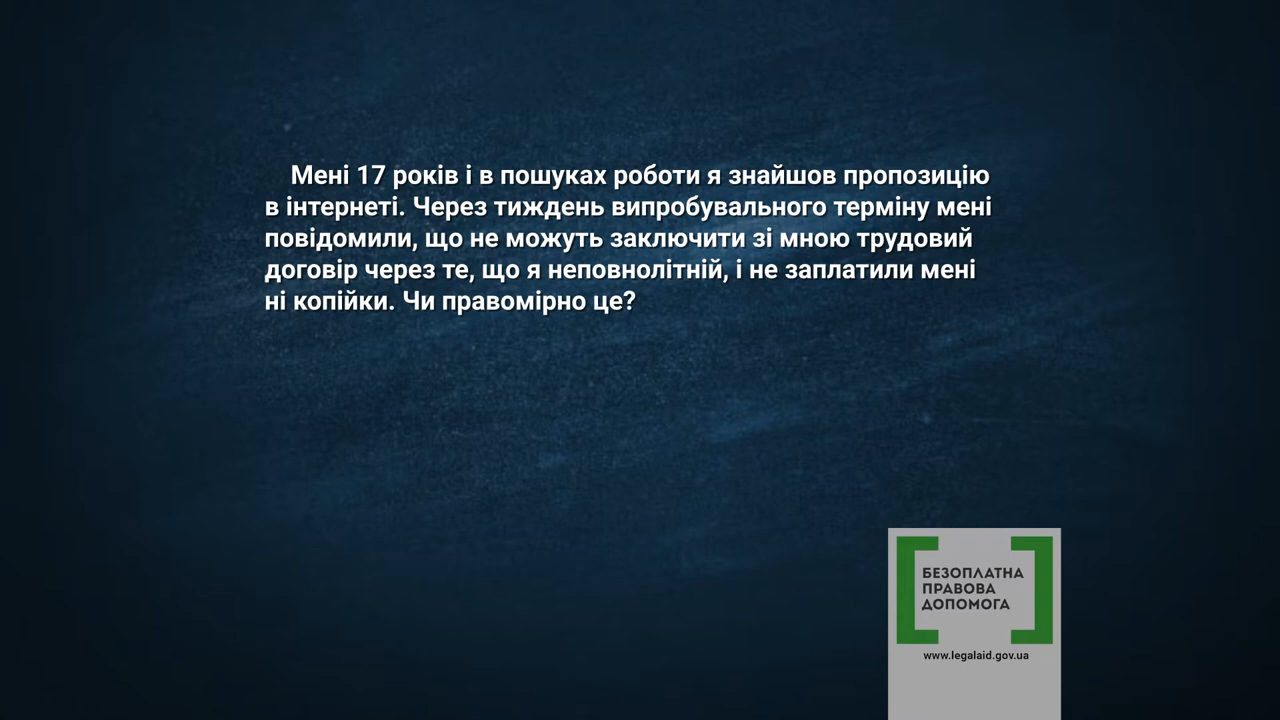 Мені 17 років і в пошуках роботи я знайшов пропозицію
в інтернеті. Через тиждень випробувального терміну мені
повідомили, що не можуть заключити зі мною трудовий
договір через те, що я неповнолітній, і не заплатили мені
ні копійки. Чи правомірно це?
БЕЗОПЛАТНА
ПРАВОВА
ДОПОМОГА
www.legalaid.gov.ua